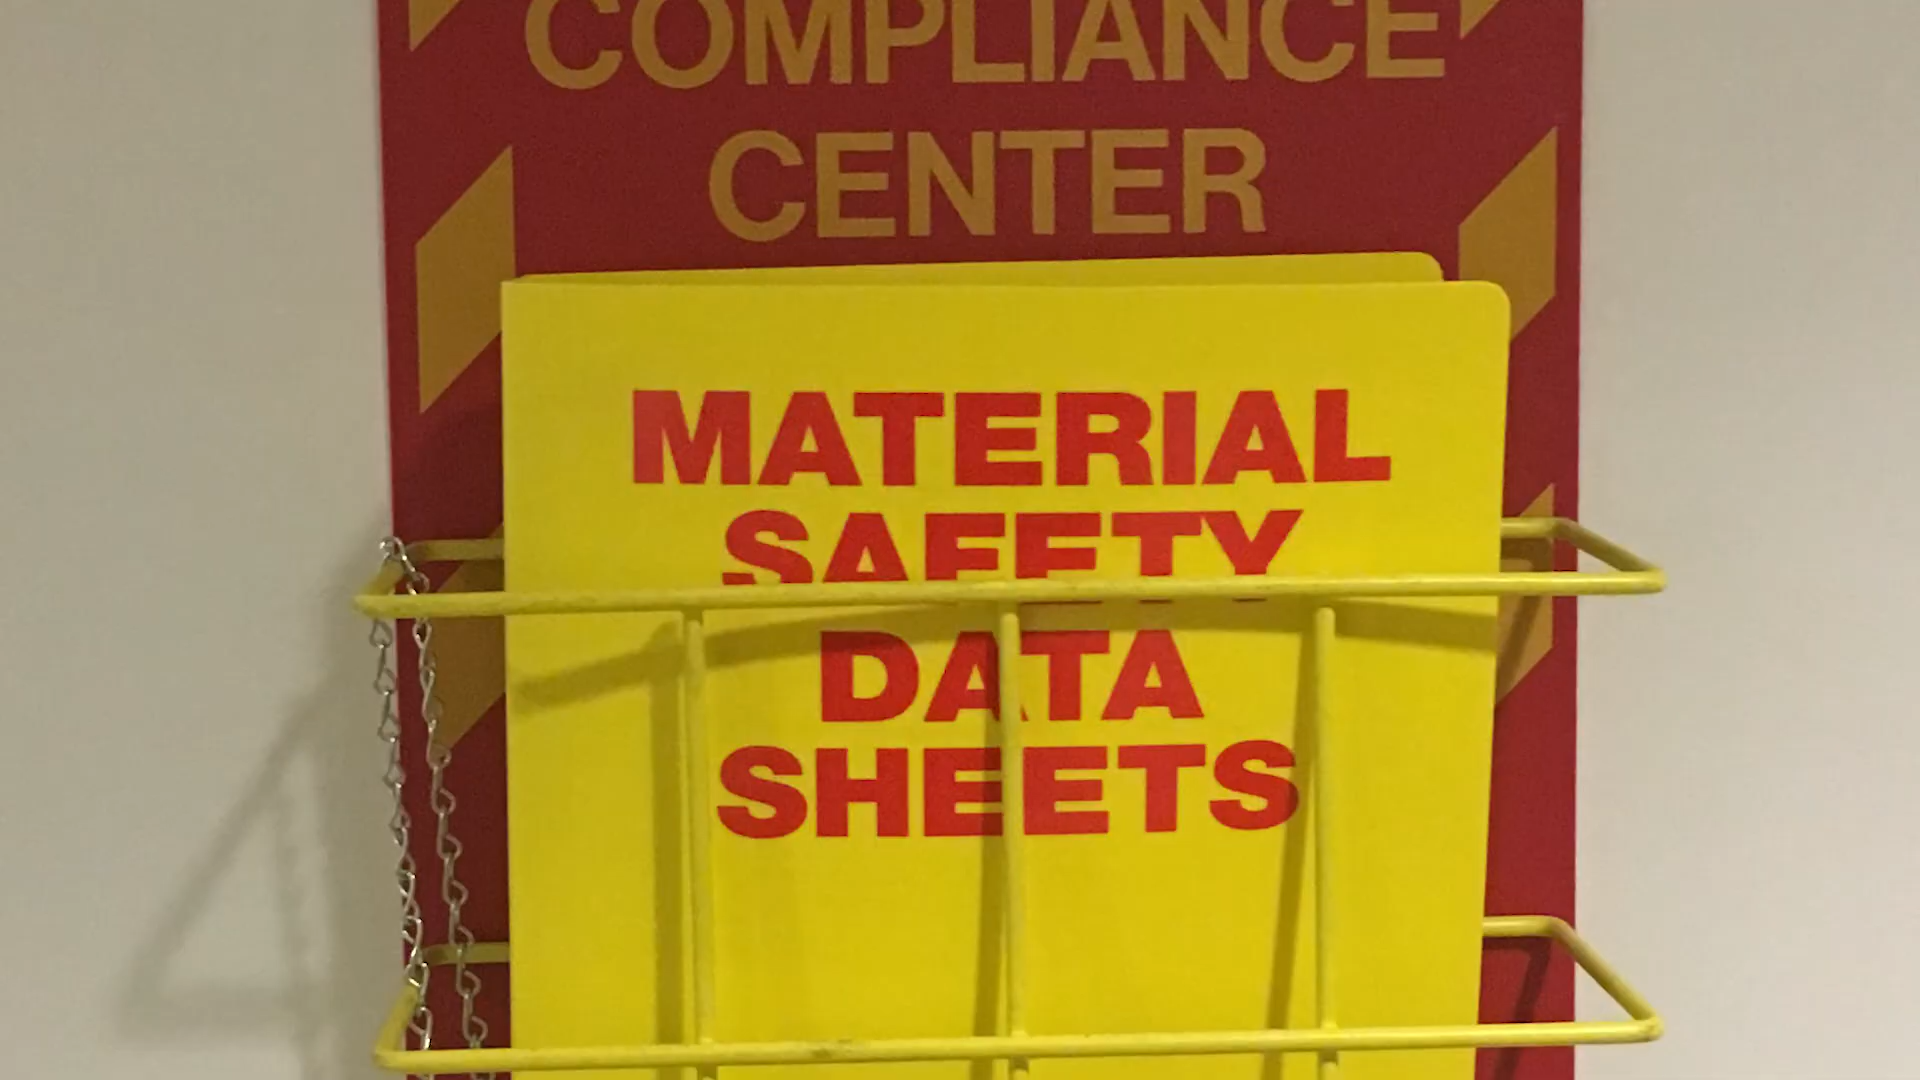 COMPLIANCE
CENTER
MATERIAL
SAFETY
DATA
SHEETS